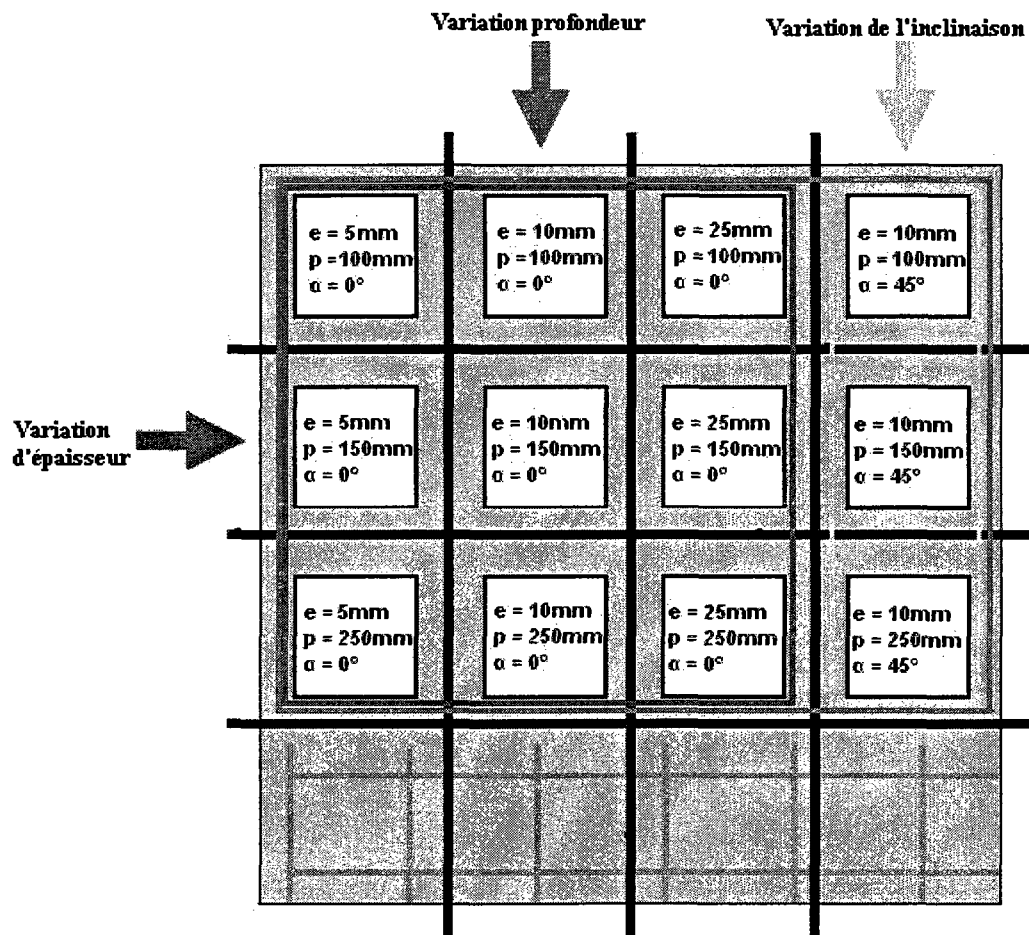 Variation profondeur
Variation de l'inclinaison
e = 5mm
p =100mm
α = 0°
e = 10mm
p =100mm
α = 0°
e = 25mm
p =100mm
α = 0°
e = 10mm
p =100mm
α = 45°
Variation
d'épaisseur
e = 5mm
p = 150mm
α = 0°
e = 10mm
p = 150mm
α = 0°
e = 25mm
p = 150mm
α = 0°
e = 10mm
p = 150mm
α = 45°
e = 5mm
p = 250mm
α = 0°
e = 10mm
p = 250mm
α = 0°
e = 25mm
p = 250mm
α = 0°
e = 10mm
p = 250mm
α = 45°